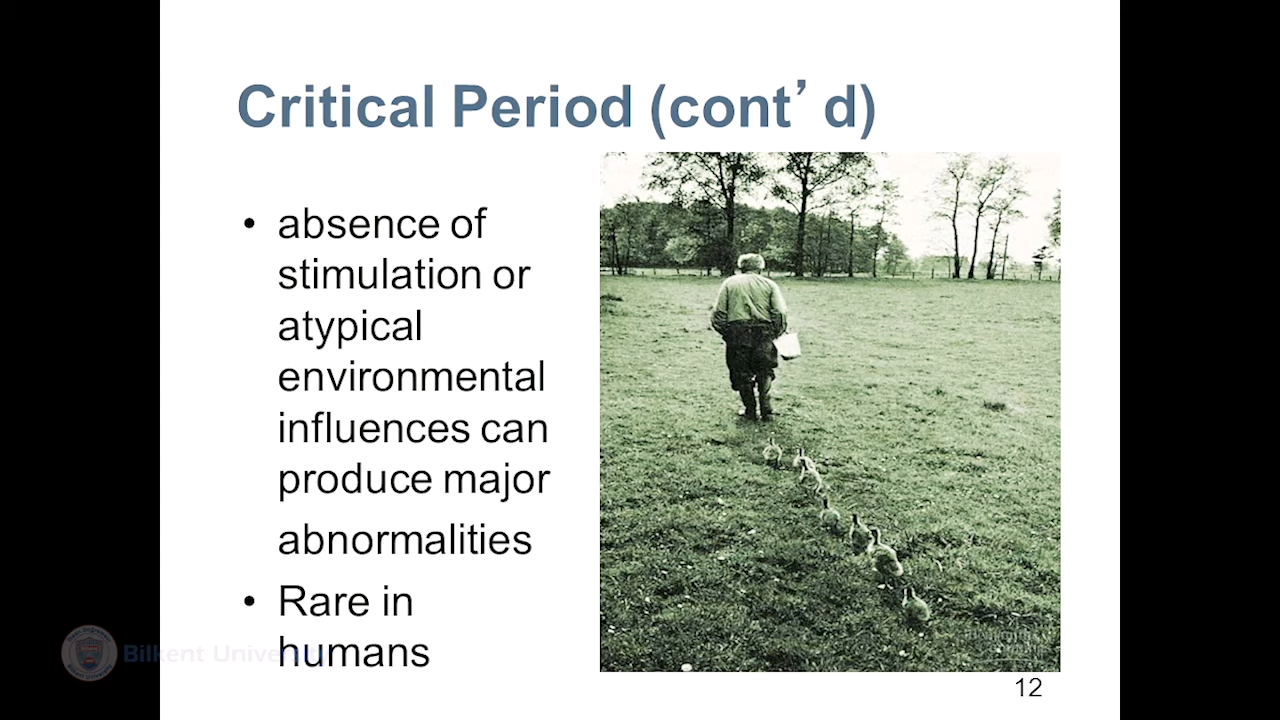 Critical Period (cont’d)
• absence of
stimulation or
atypical
environmental
influences can
produce major
abnormalities
• Rare in
humans
Bilkent University
12